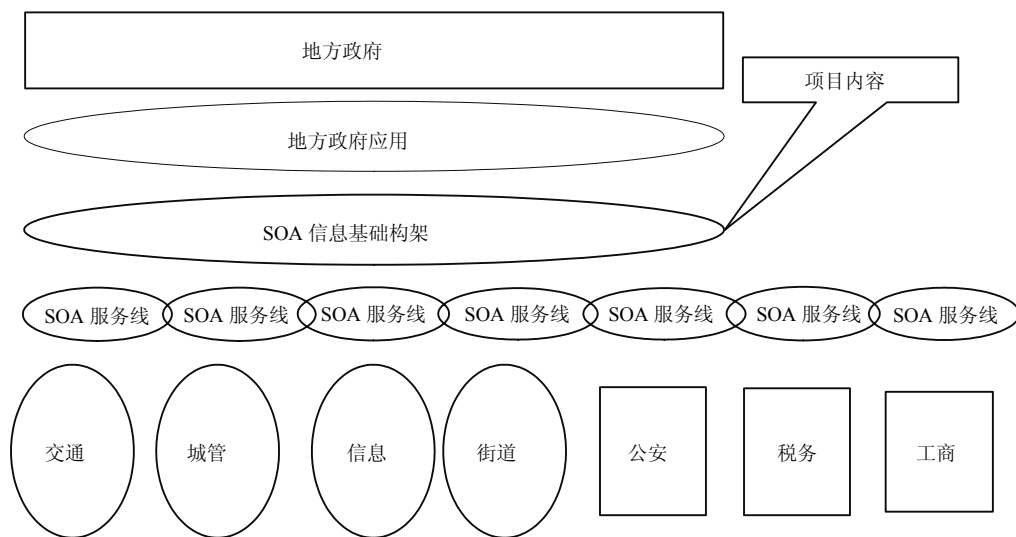 地方政府
项目内容
地方政府应用
SOA 信息基础构架
SOA 服务线 SOA 服务线 SOA 服务线 SOA 服务线 SOA 服务线 SOA 服务线 SOA 服务线
交通 城管 信息 街道 公安 税务 工商